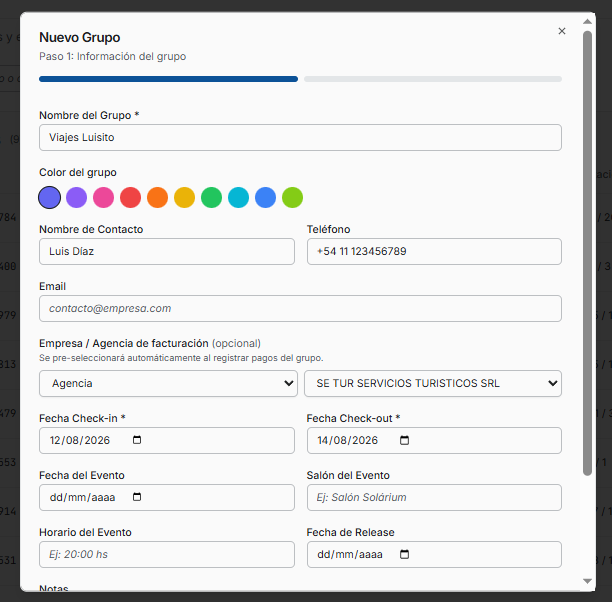 Nuevo Grupo
Paso 1: Información del grupo
Nombre del Grupo *
Viajes Luisito
Color del grupo
Nombre de Contacto
Teléfono
Luis Díaz
+54 11 123456789
Email
contacto@empresa.com
Empresa / Agencia de facturación (opcional)
Se pre-seleccionará automáticamente al registrar pagos del grupo.
Agencia
SE TUR SERVICIOS TURISTICOS SRL
Fecha Check-in *
Fecha Check-out *
12/08/2026
14/08/2026
Fecha del Evento
Salón del Evento
dd/mm/aaaa
Ej: Salón Solárium
Horario del Evento
Fecha de Release
Ej: 20:00 hs
dd/mm/aaaa
Notas